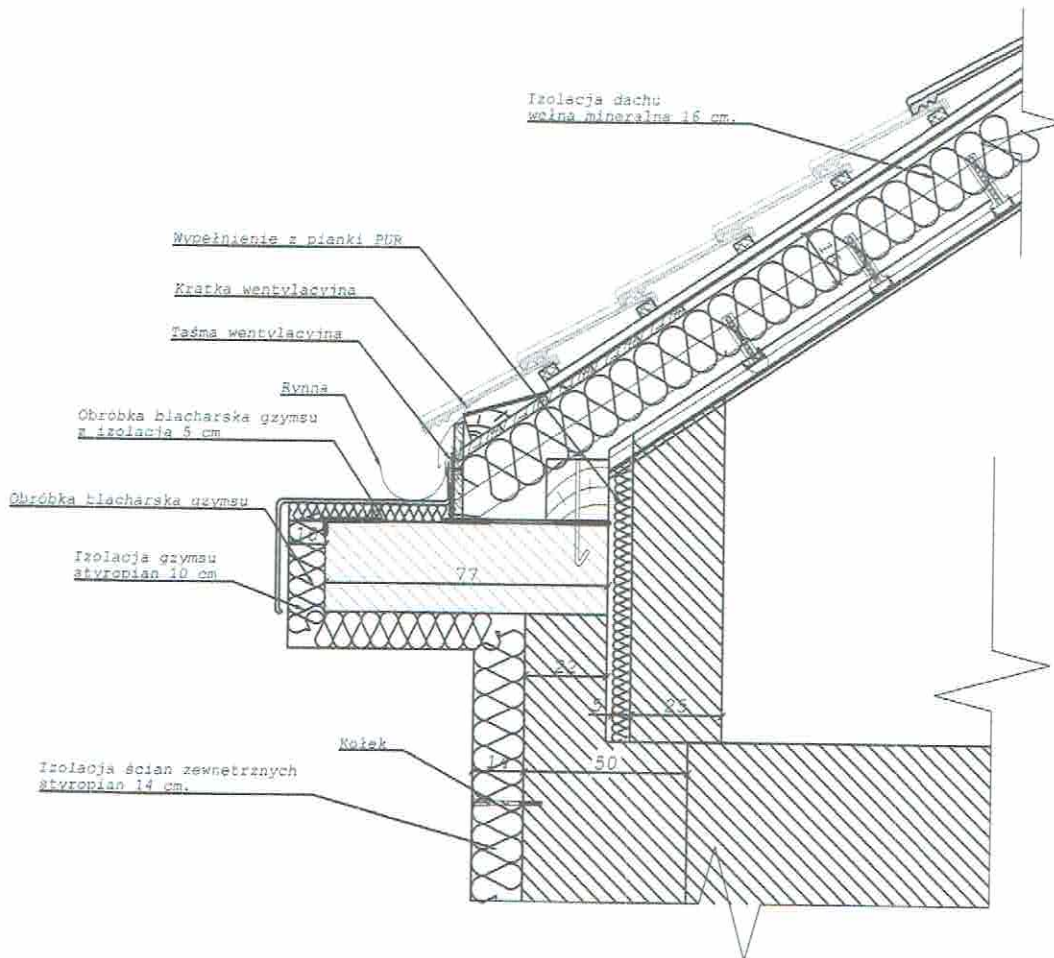 Izolacja dachu
wełna mineralna 16 cm.
Wypełnienie z pianki PUR
Kratka wentylacyjna
Taśma wentylacyjna
Rynna
Obróbka blacharska gzymsu
z izolacją 5 cm
Obróbka blacharska gzymsu
Izolacja gzymsu
styropian 10 cm
77
23
5
25
Kołek
14
50
Izolacja ścian zewnętrznych
styropian 14 cm.